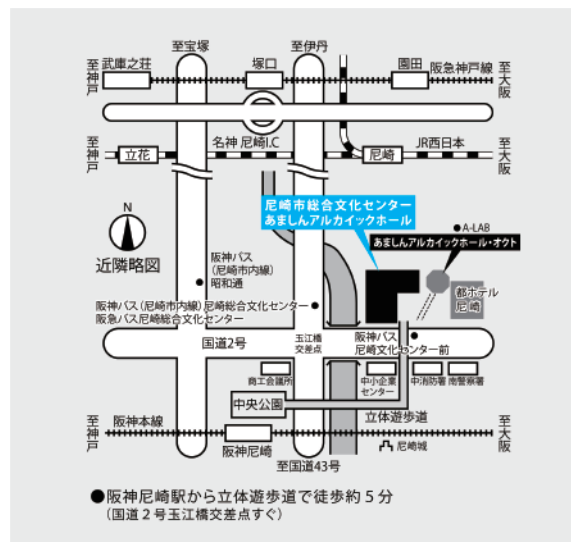 至宝塚
至伊丹
至神戸
武庫之荘
塚口
園田
阪急神戸線
至大阪
名神 尼崎I.C
JR西日本
至神戸
立花
尼崎
至大阪
尼崎市総合文化センター
あましんアルカイックホール
A-LAB
あましんアルカイックホール・オクト
N
近隣略図
阪神バス
(尼崎市内線)
昭和通
都ホテル
尼崎
阪神バス(尼崎市内線)尼崎総合文化センター
阪急バス尼崎総合文化センター
国道2号
玉江橋
交差点
阪神バス
尼崎文化センター前
商工会議所
中小企業
センター
中消防署
南警察署
中央公園
立体遊歩道
至神戸
阪神本線
阪神尼崎
尼崎城
至大阪
至国道43号
●阪神尼崎駅から立体遊歩道で徒歩約5分
(国道2号玉江橋交差点すぐ)